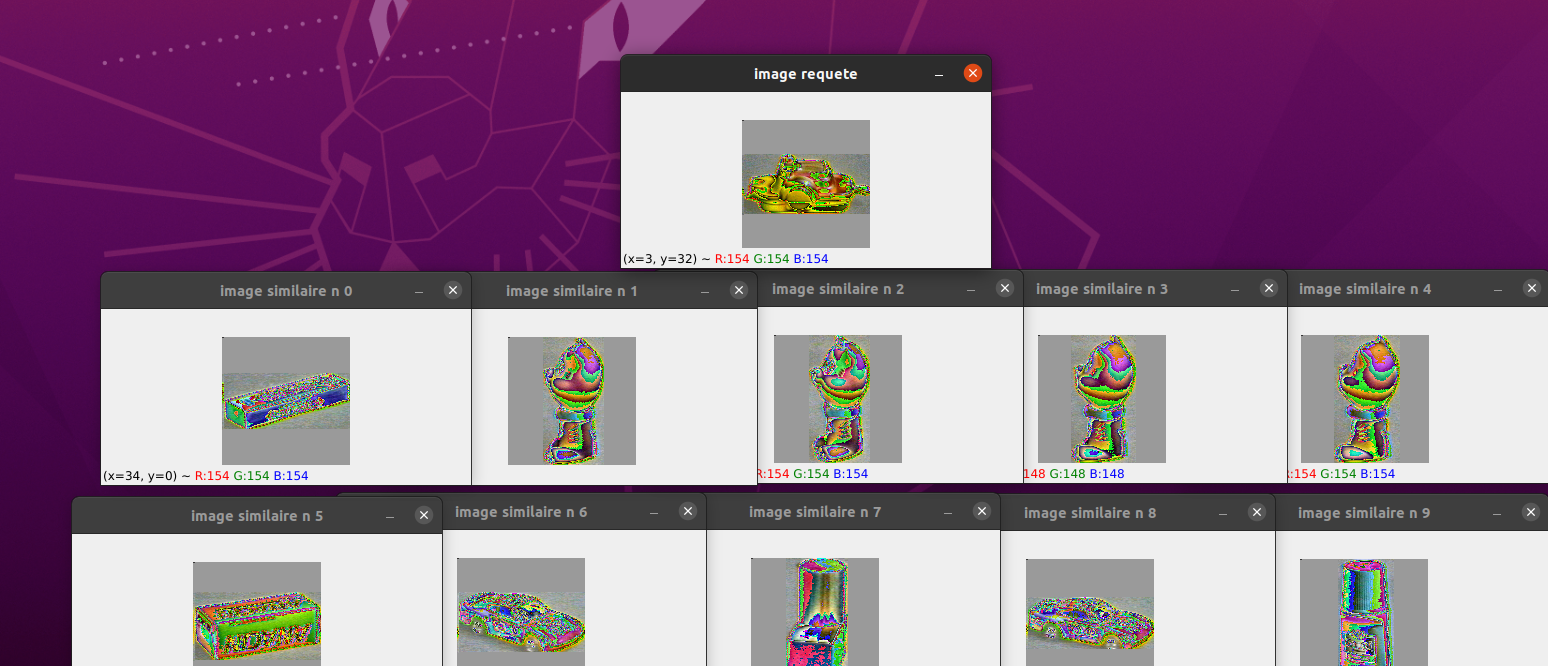 image requete
(x=3, y=32) ~ R:154 G:154 B:154
image similaire n 0
image similaire n 1
image similaire n 2
image similaire n 3
image similaire n 4
(x=34, y=0) ~ R:154 G:154 B:154
R:154 G:154 B:154
148 G:148 B:148
:154 G:154 B:154
image similaire n 5
image similaire n 6
image similaire n 7
image similaire n 8
image similaire n 9